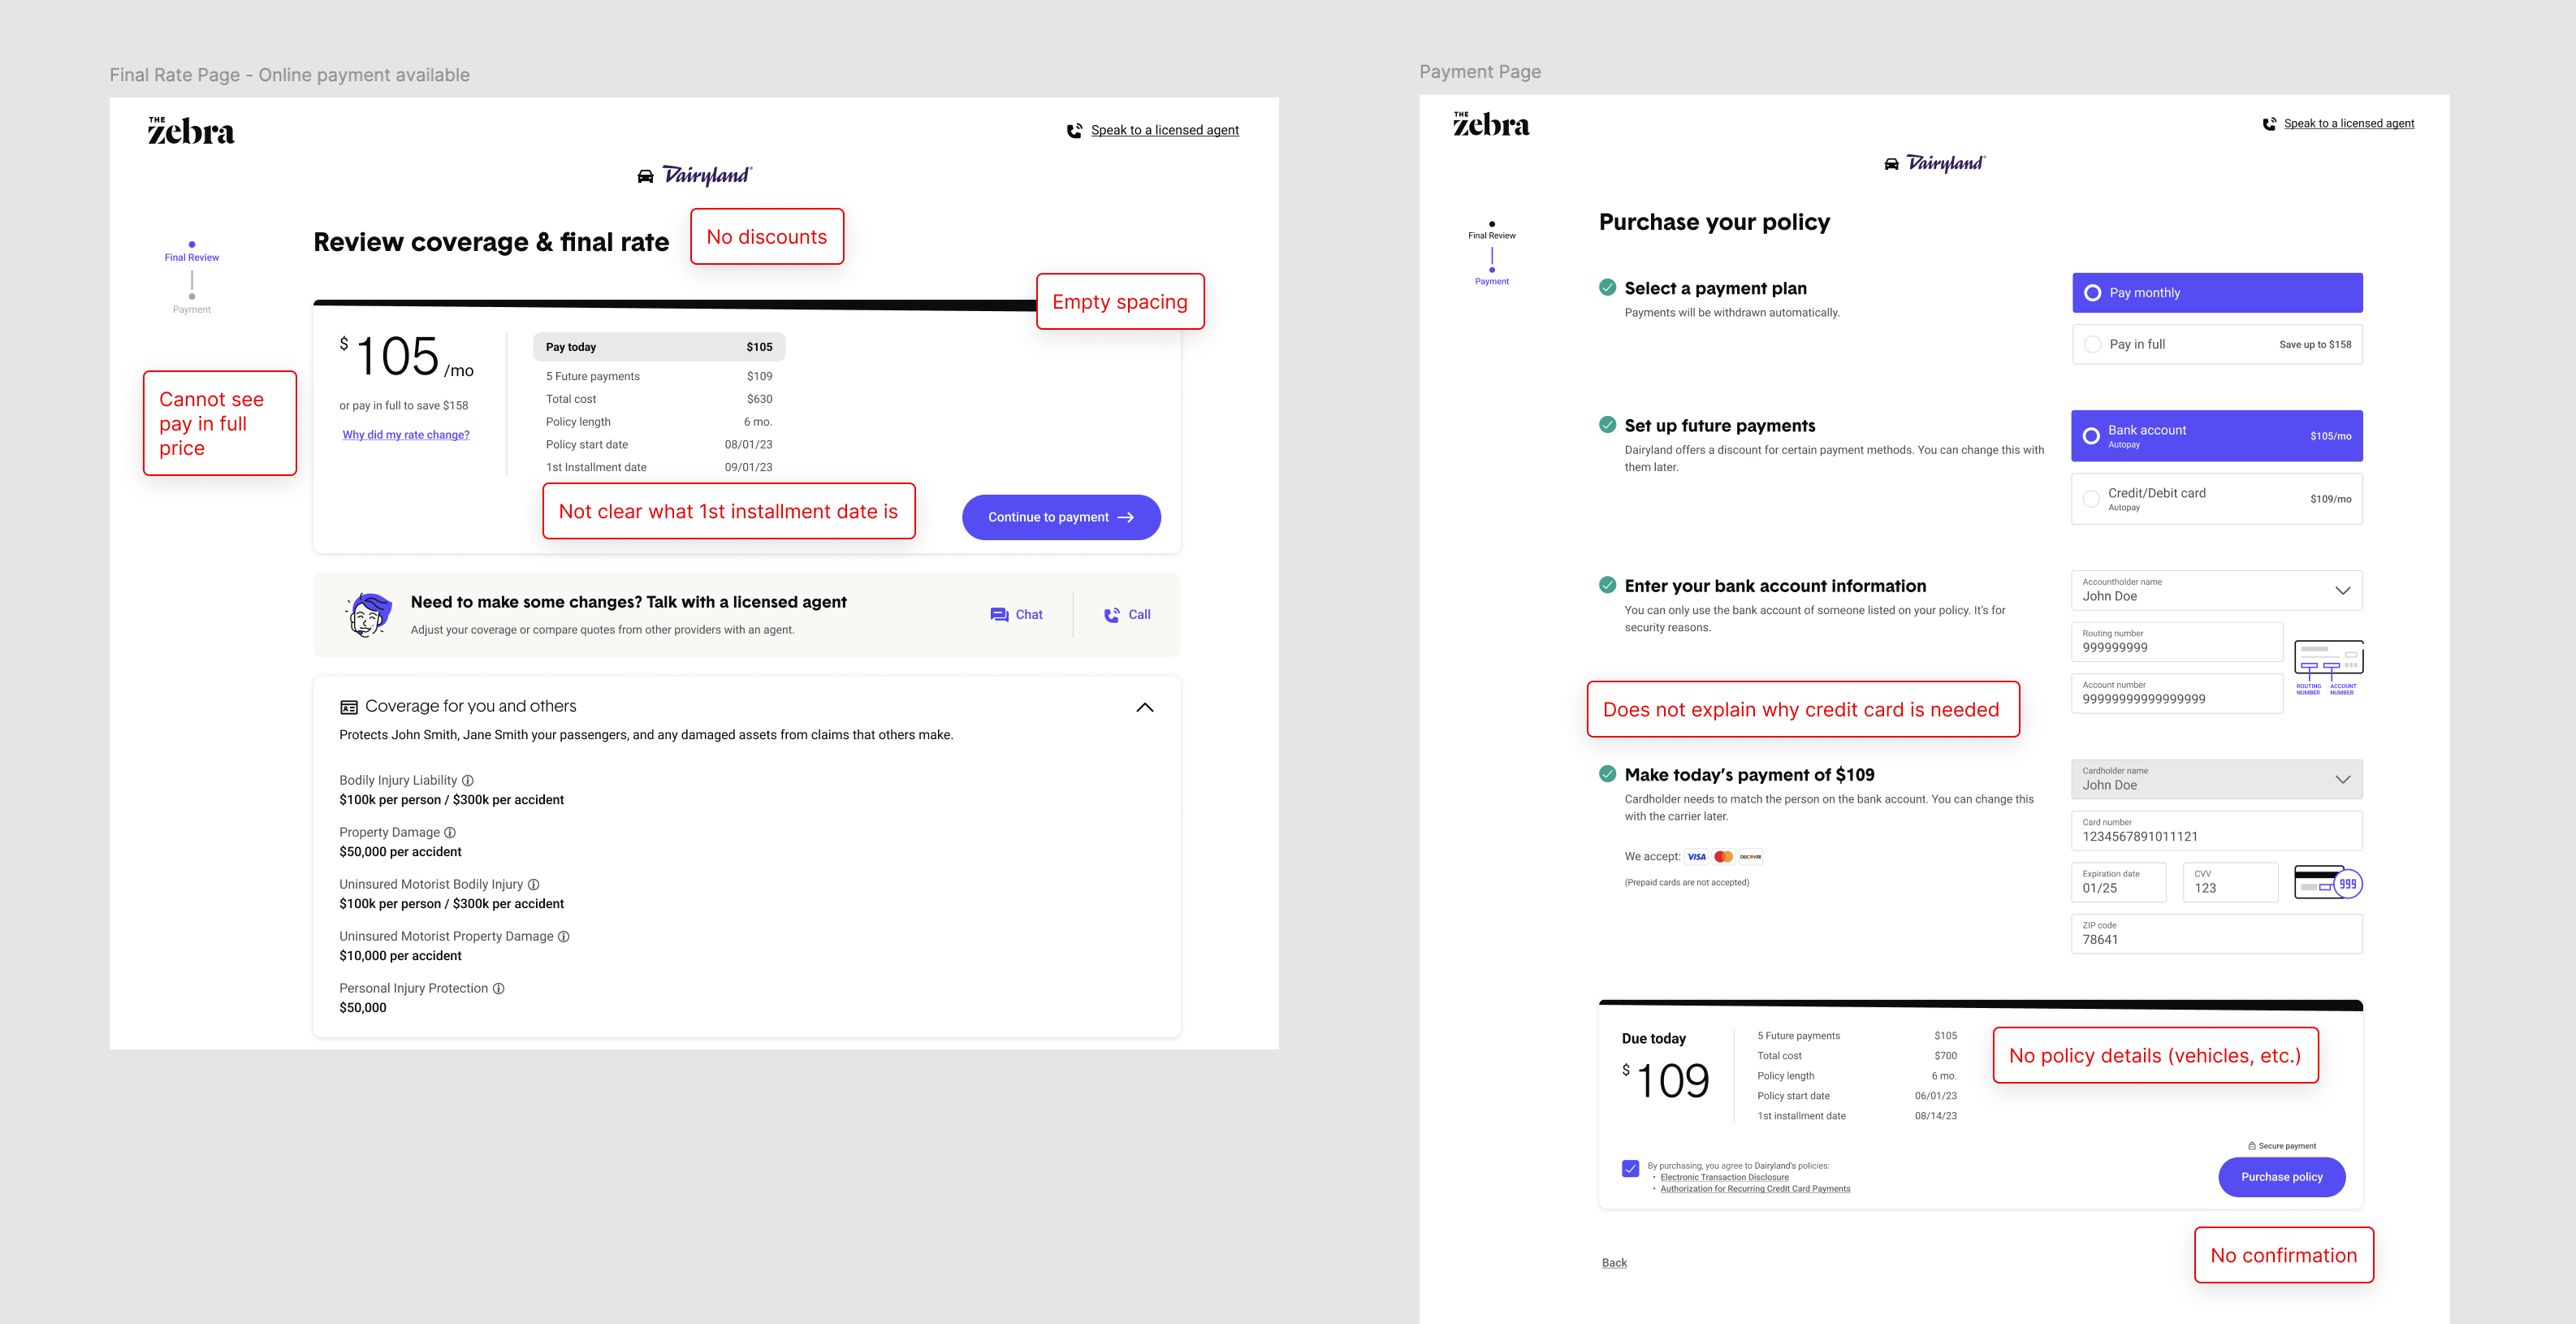 Final Rate Page - Online payment available
THE
zebra
Speak to a licensed agent
Dairyland®
Review coverage & final rate
No discounts
Final Review
Payment
Empty spacing
$ 105 /mo
or pay in full to save $158
Why did my rate change?
Cannot see
pay in full
price
Pay today $105
5 Future payments $109
Total cost $630
Policy length 6 mo.
Policy start date 08/01/23
1st Installment date 09/01/23
Not clear what 1st installment date is
Continue to payment
Need to make some changes? Talk with a licensed agent
Adjust your coverage or compare quotes from other providers with an agent.
Chat
Call
Coverage for you and others
Protects John Smith, Jane Smith your passengers, and any damaged assets from claims that others make.
Bodily Injury Liability
$100k per person / $300k per accident
Property Damage
$50,000 per accident
Uninsured Motorist Bodily Injury
$100k per person / $300k per accident
Uninsured Motorist Property Damage
$10,000 per accident
Personal Injury Protection
$50,000
Payment Page
THE
zebra
Speak to a licensed agent
Dairyland®
Purchase your policy
Final Review
Payment
Select a payment plan
Payments will be withdrawn automatically.
Pay monthly
Pay in full Save up to $158
Set up future payments
Dairyland offers a discount for certain payment methods. You can change this with
them later.
Bank account
Autopay
$105/mo
Credit/Debit card
Autopay
$109/mo
Enter your bank account information
You can only use the bank account of someone listed on your policy. It's for
security reasons.
Accountholder name
John Doe
Routing number
999999999
Account number
99999999999999999
ROUTING NUMBER
ACCOUNT NUMBER
Does not explain why credit card is needed
Make today's payment of $109
Cardholder needs to match the person on the bank account. You can change this
with the carrier later.
We accept: VISA DISCOVER
(Prepaid cards are not accepted)
Cardholder name
John Doe
Card number
1234567891011121
Expiration date
01/25
CVV
123
999
ZIP code
78641
Due today
$ 109
5 Future payments $105
Total cost $700
Policy length 6 mo.
Policy start date 06/01/23
1st installment date 08/14/23
No policy details (vehicles, etc.)
By purchasing, you agree to Dairyland's policies:
• Electronic Transaction Disclosure
• Authorization for Recurring Credit Card Payments
Secure payment
Purchase policy
No confirmation
Back